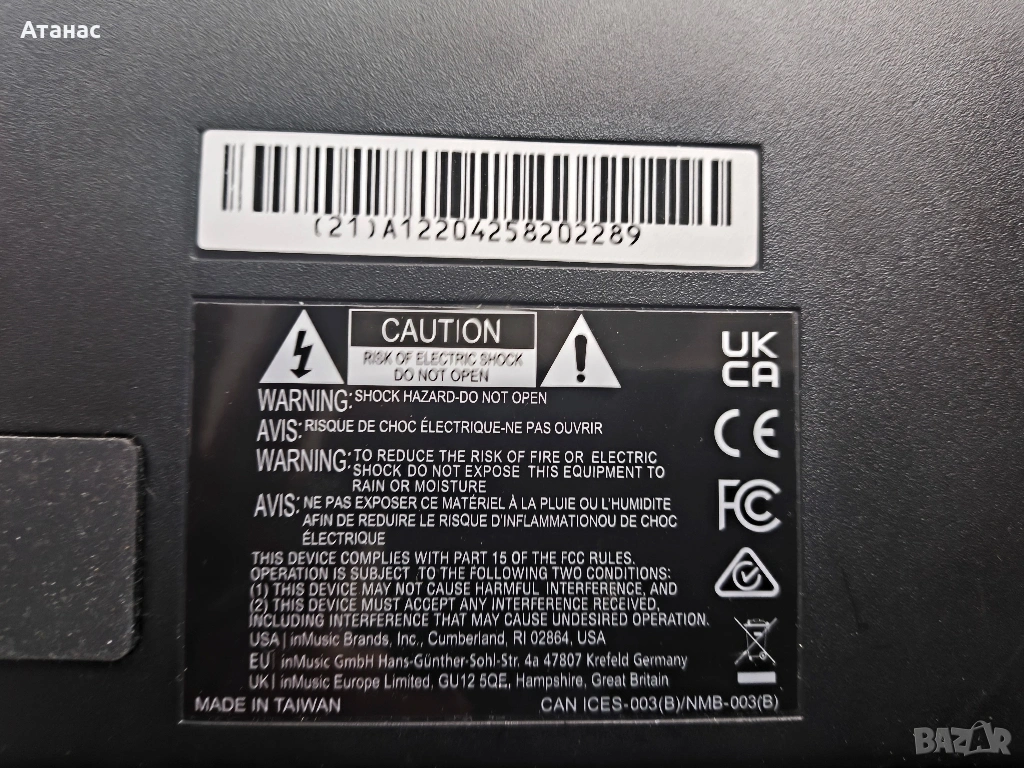 Атанас
(21)A12204258202289
CAUTION
RISK OF ELECTRIC SHOCK
DO NOT OPEN
WARNING: SHOCK HAZARD-DO NOT OPEN
AVIS: RISQUE DE CHOC ÉLECTRIQUE-NE PAS OUVRIR
WARNING: TO REDUCE THE RISK OF FIRE OR ELECTRIC
SHOCK DO NOT EXPOSE THIS EQUIPMENT TO
RAIN OR MOISTURE
AVIS: NE PAS EXPOSER CE MATÉRIEL À LA PLUIE OU L'HUMIDITE
AFIN DE REDUIRE LE RISQUE D'INFLAMMATIONOU DE CHOC
ÉLECTRIQUE
THIS DEVICE COMPLIES WITH PART 15 OF THE FCC RULES.
OPERATION IS SUBJECT TO THE FOLLOWING TWO CONDITIONS:
(1) THIS DEVICE MAY NOT CAUSE HARMFUL INTERFERENCE, AND
(2) THIS DEVICE MUST ACCEPT ANY INTERFERENCE RECEIVED,
INCLUDING INTERFERENCE THAT MAY CAUSE UNDESIRED OPERATION.
USA | inMusic Brands, Inc., Cumberland, RI 02864, USA
EU | inMusic GmbH Hans-Günther-Sohl-Str. 4a 47807 Krefeld Germany
UK | inMusic Europe Limited, GU12 5QE, Hampshire, Great Britain
MADE IN TAIWAN
CAN ICES-003(B)/NMB-003(B)
UK
CA
CE
FC
BAZAR